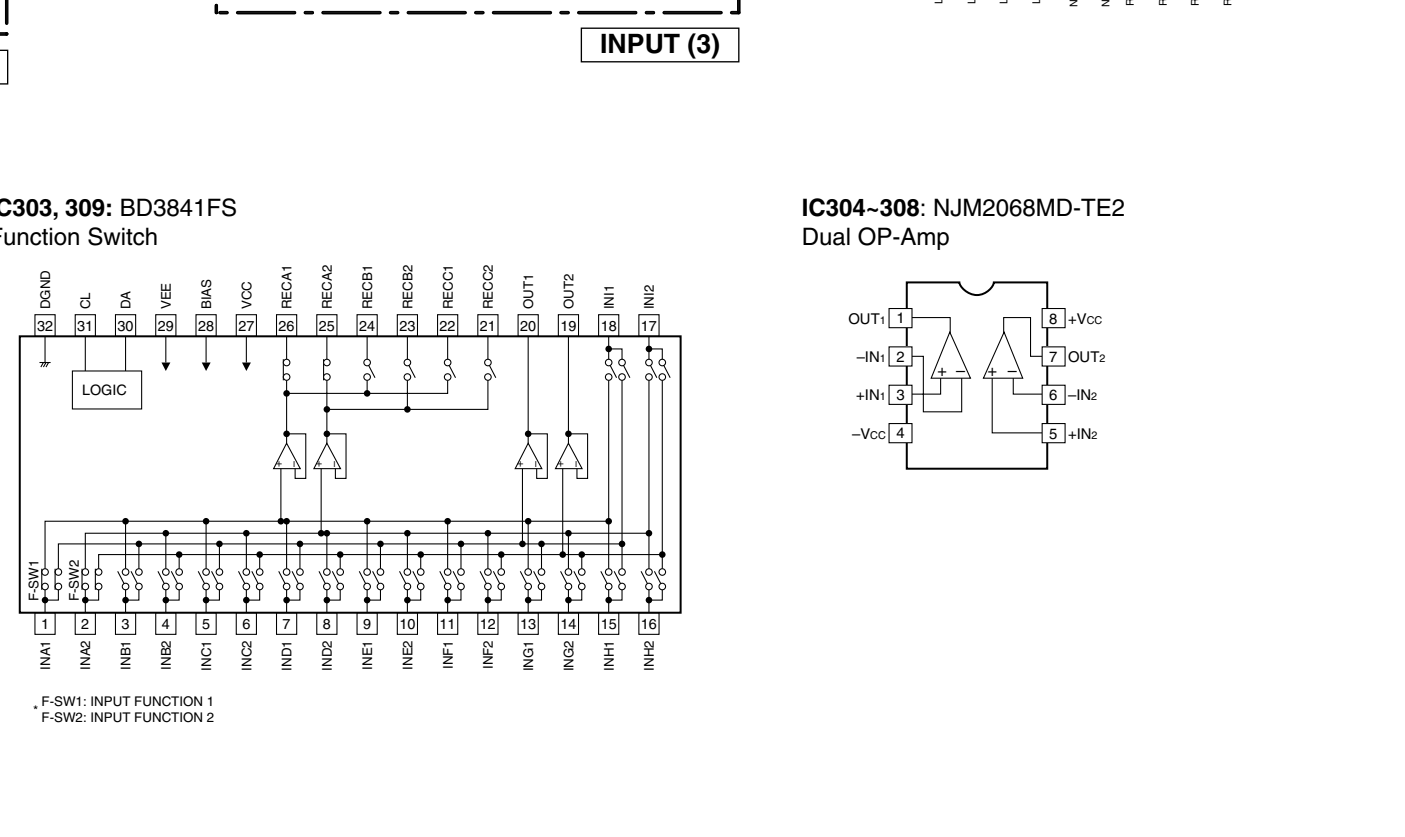 INPUT (3)
C303, 309: BD3841FS
Function Switch
DGND CL DA VEE BIAS VCC RECA1 RECA2 RECB1 RECB2 RECC1 RECC2 OUT1 OUT2 INI1 INI2
32 31 30 29 28 27 26 25 24 23 22 21 20 19 18 17
LOGIC
+ − + − + − + −
F-SW1 F-SW2
1 2 3 4 5 6 7 8 9 10 11 12 13 14 15 16
INA1 INA2 INB1 INB2 INC1 INC2 IND1 IND2 INE1 INE2 INF1 INF2 ING1 ING2 INH1 INH2
* F-SW1: INPUT FUNCTION 1
F-SW2: INPUT FUNCTION 2
IC304~308: NJM2068MD-TE2
Dual OP-Amp
OUT1 1 8 +VCC
–IN1 2 7 OUT2
+ − + −
+IN1 3 6 –IN2
–VCC 4 5 +IN2